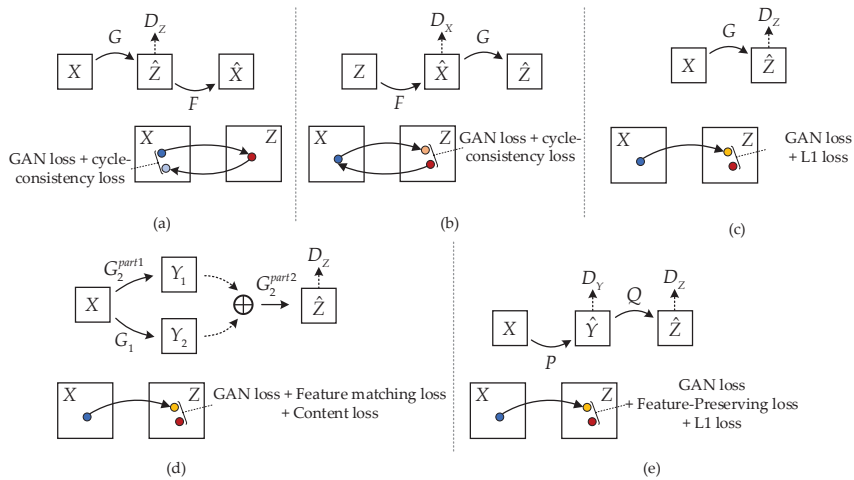 D_Z
G
X
Ẑ
X̂
F
X
Z
GAN loss + cycle-
consistency loss
(a)
D_X
G
Z
X̂
Ẑ
F
X
Z
GAN loss + cycle-
consistency loss
(b)
D_Z
G
X
Ẑ
X
Z
GAN loss
+ L1 loss
(c)
G_2^{part1}
Y_1
D_Z
G_2^{part2}
X
⊕
Ẑ
G_1
Y_2
X
Z
GAN loss + Feature matching loss
+ Content loss
(d)
D_Y
D_Z
Q
X
Ŷ
Ẑ
P
X
Z
GAN loss
+ Feature-Preserving loss
+ L1 loss
(e)